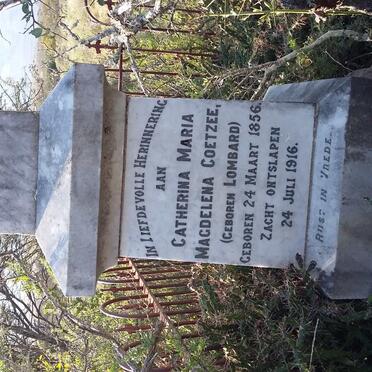 IN LIEFDEVOLLE HERINNERING
AAN
CATHERINA MARIA
MAGDELENA COETZEE,
(GEBOREN LOMBARD)
GEBOREN 24 MAART 1856.
ZACHT ONTSLAPEN
24 JULI 1916.
RUST IN VREDE.